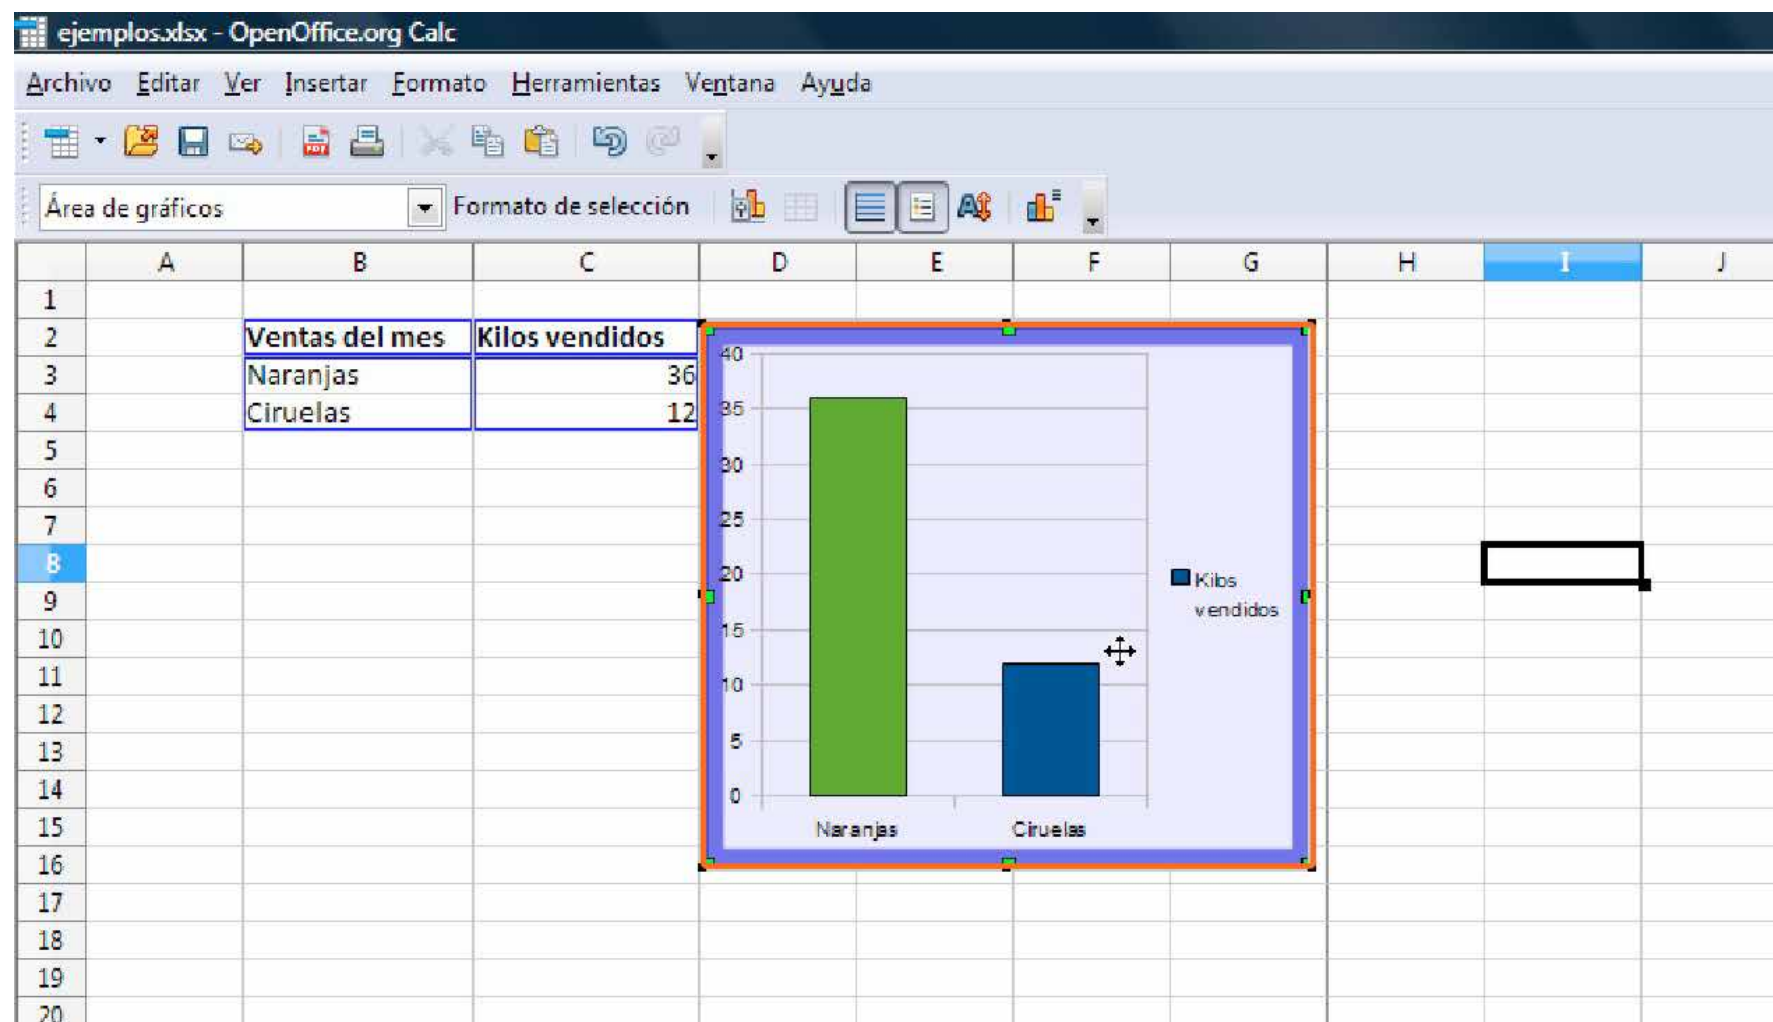 ejemplos.xlsx - OpenOffice.org Calc
Archivo Editar Ver Insertar Formato Herramientas Ventana Ayuda
PDF
Área de gráficos Formato de selección
A B C D E F G H I J
1
2 Ventas del mes Kilos vendidos
3 Naranjas 36
4 Ciruelas 12
5
6
7
8
9
10
11
12
13
14
15
16
17
18
19
20
40
35
30
25
20
15
10
5
0
Naranjas Ciruelas
Kilos
vendidos